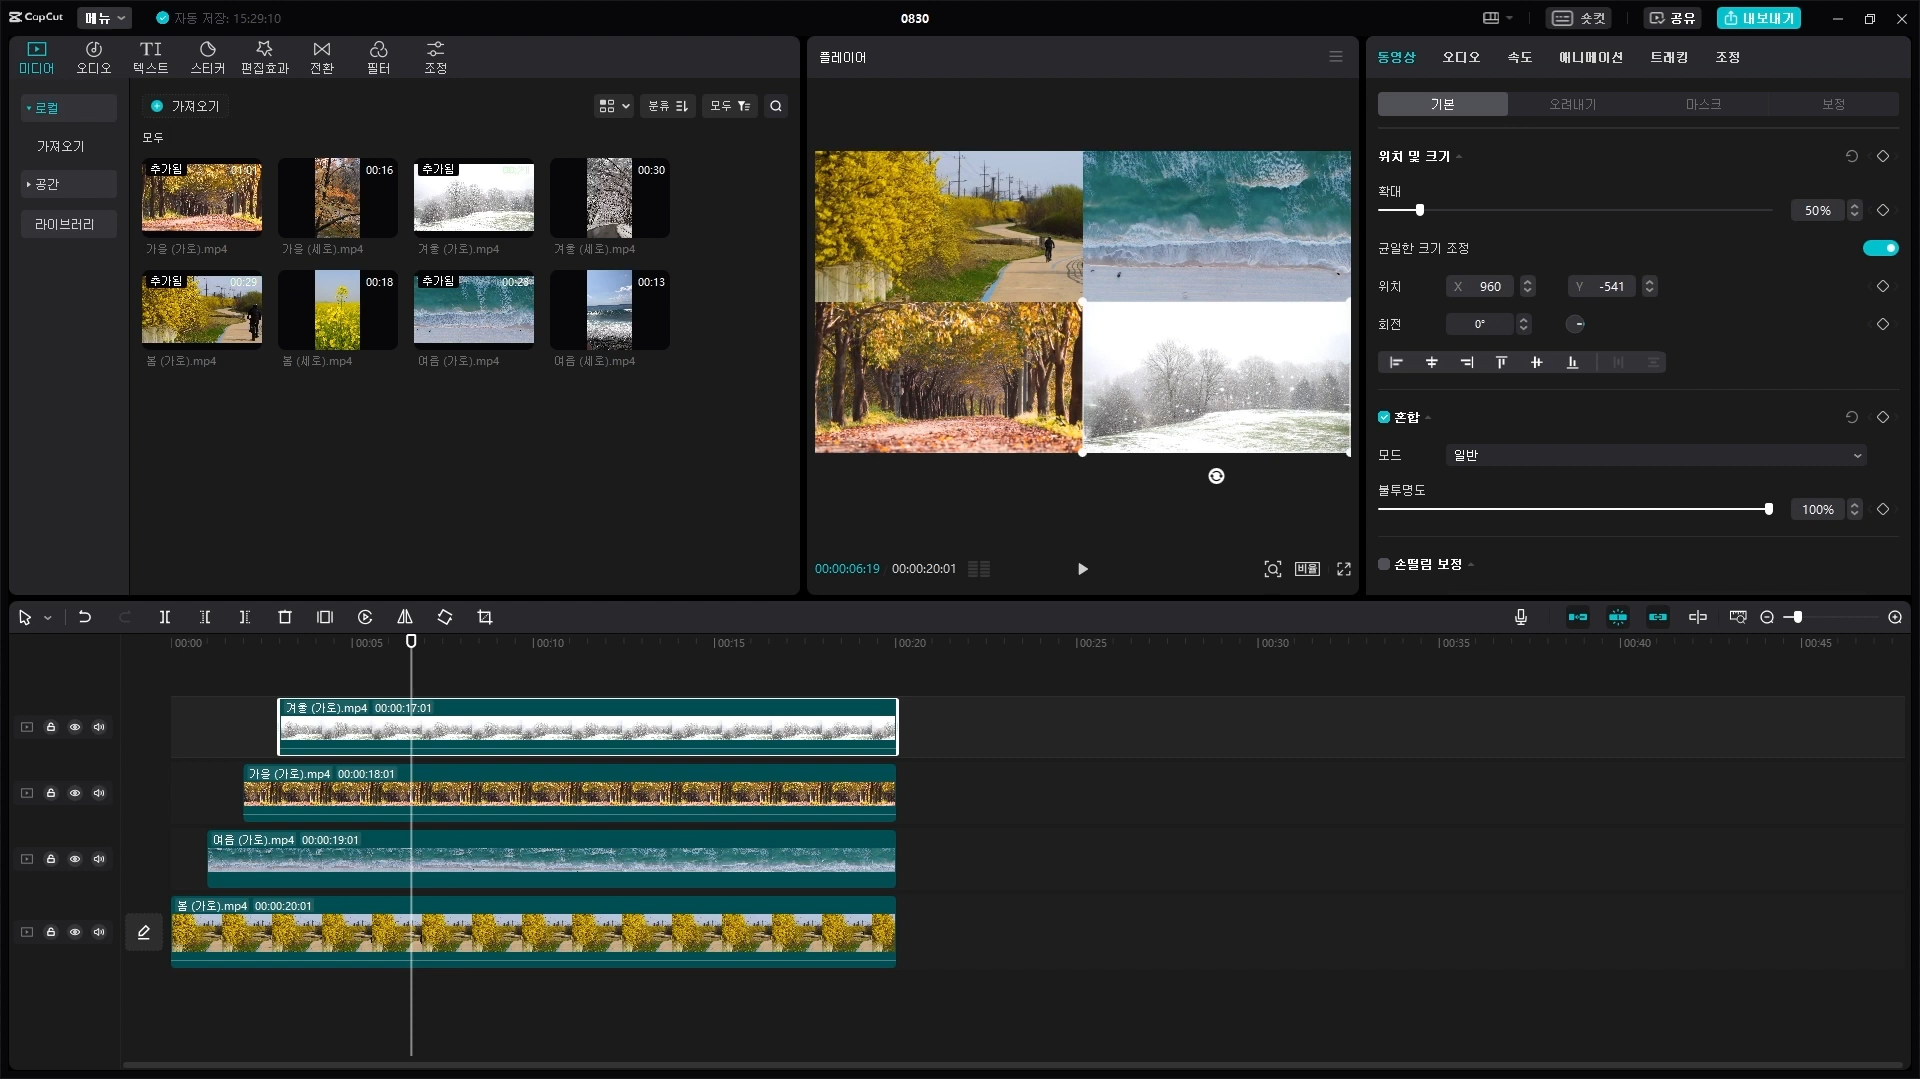 CapCut
메뉴
자동 저장: 15:29:10
0830
숏컷
공유
내보내기
미디어
오디오
텍스트
스티커
편집효과
전환
필터
조정
로컬
가져오기
공간
라이브러리
가져오기
분류
모두
모두
추가됨
01:01
00:16
추가됨
00:30
가을 (가로).mp4
가을 (세로).mp4
겨울 (가로).mp4
겨울 (세로).mp4
추가됨
00:29
00:18
추가됨
00:28
00:13
봄 (가로).mp4
봄 (세로).mp4
여름 (가로).mp4
여름 (세로).mp4
플레이어
00:00:06:19
00:00:20:01
비율
동영상
오디오
속도
애니메이션
트래킹
조정
기본
오려내기
마스크
보정
위치 및 크기
확대
50%
균일한 크기 조정
위치
X 960
Y -541
회전
0°
혼합
모드
일반
불투명도
100%
손떨림 보정
00:00
00:05
00:10
00:15
00:20
00:25
00:30
00:35
00:40
00:45
겨울 (가로).mp4 00:00:17:01
가을 (가로).mp4 00:00:18:01
여름 (가로).mp4 00:00:19:01
봄 (가로).mp4 00:00:20:01